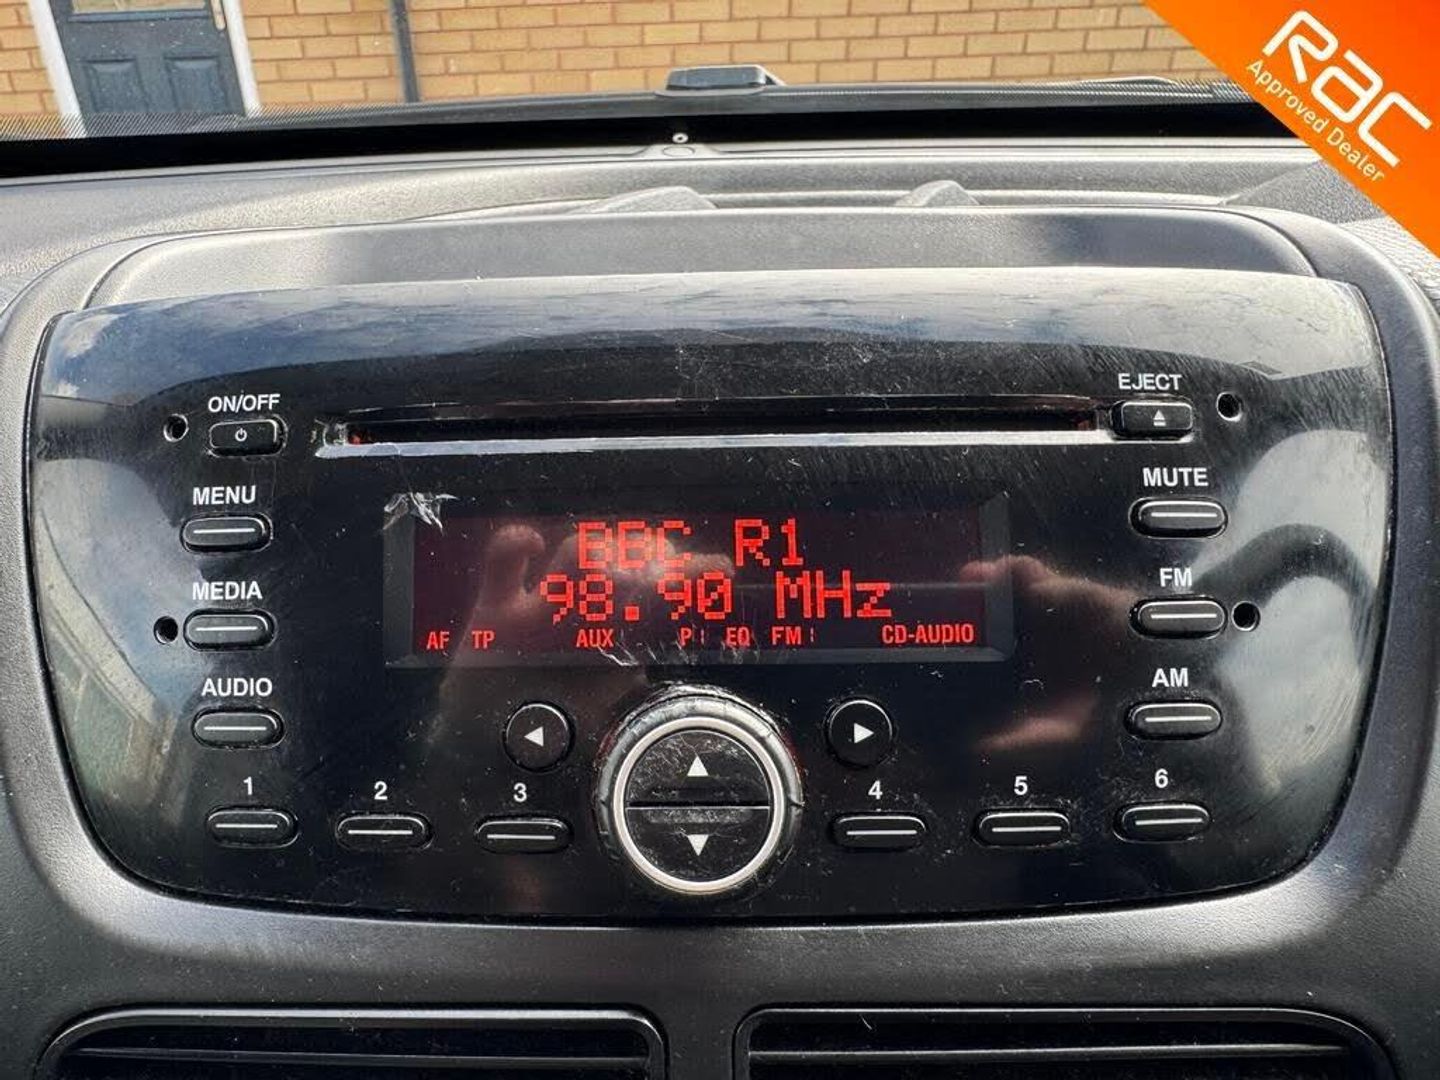 rac
Approved Dealer
ON/OFF
EJECT
MENU
MUTE
BBC R1
98.90 MHz
MEDIA
FM
AF TP AUX P EQ FM CD-AUDIO
AUDIO
AM
1 2 3 4 5 6